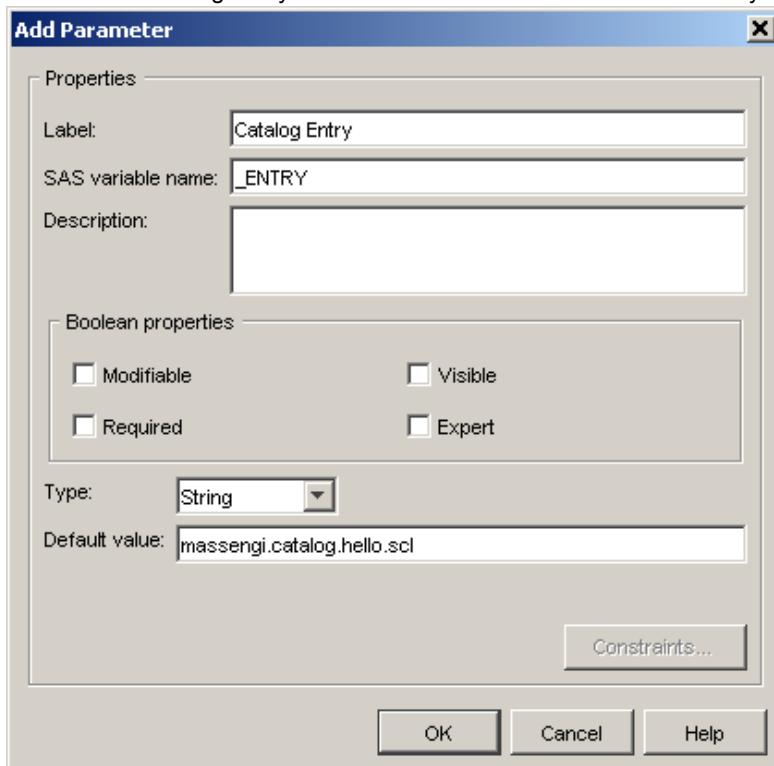 Add Parameter
Properties
Label: Catalog Entry
SAS variable name: _ENTRY
Description:
Boolean properties
Modifiable Visible
Required Expert
Type: String
Default value: massengi.catalog.hello.scl
Constraints...
OK Cancel Help